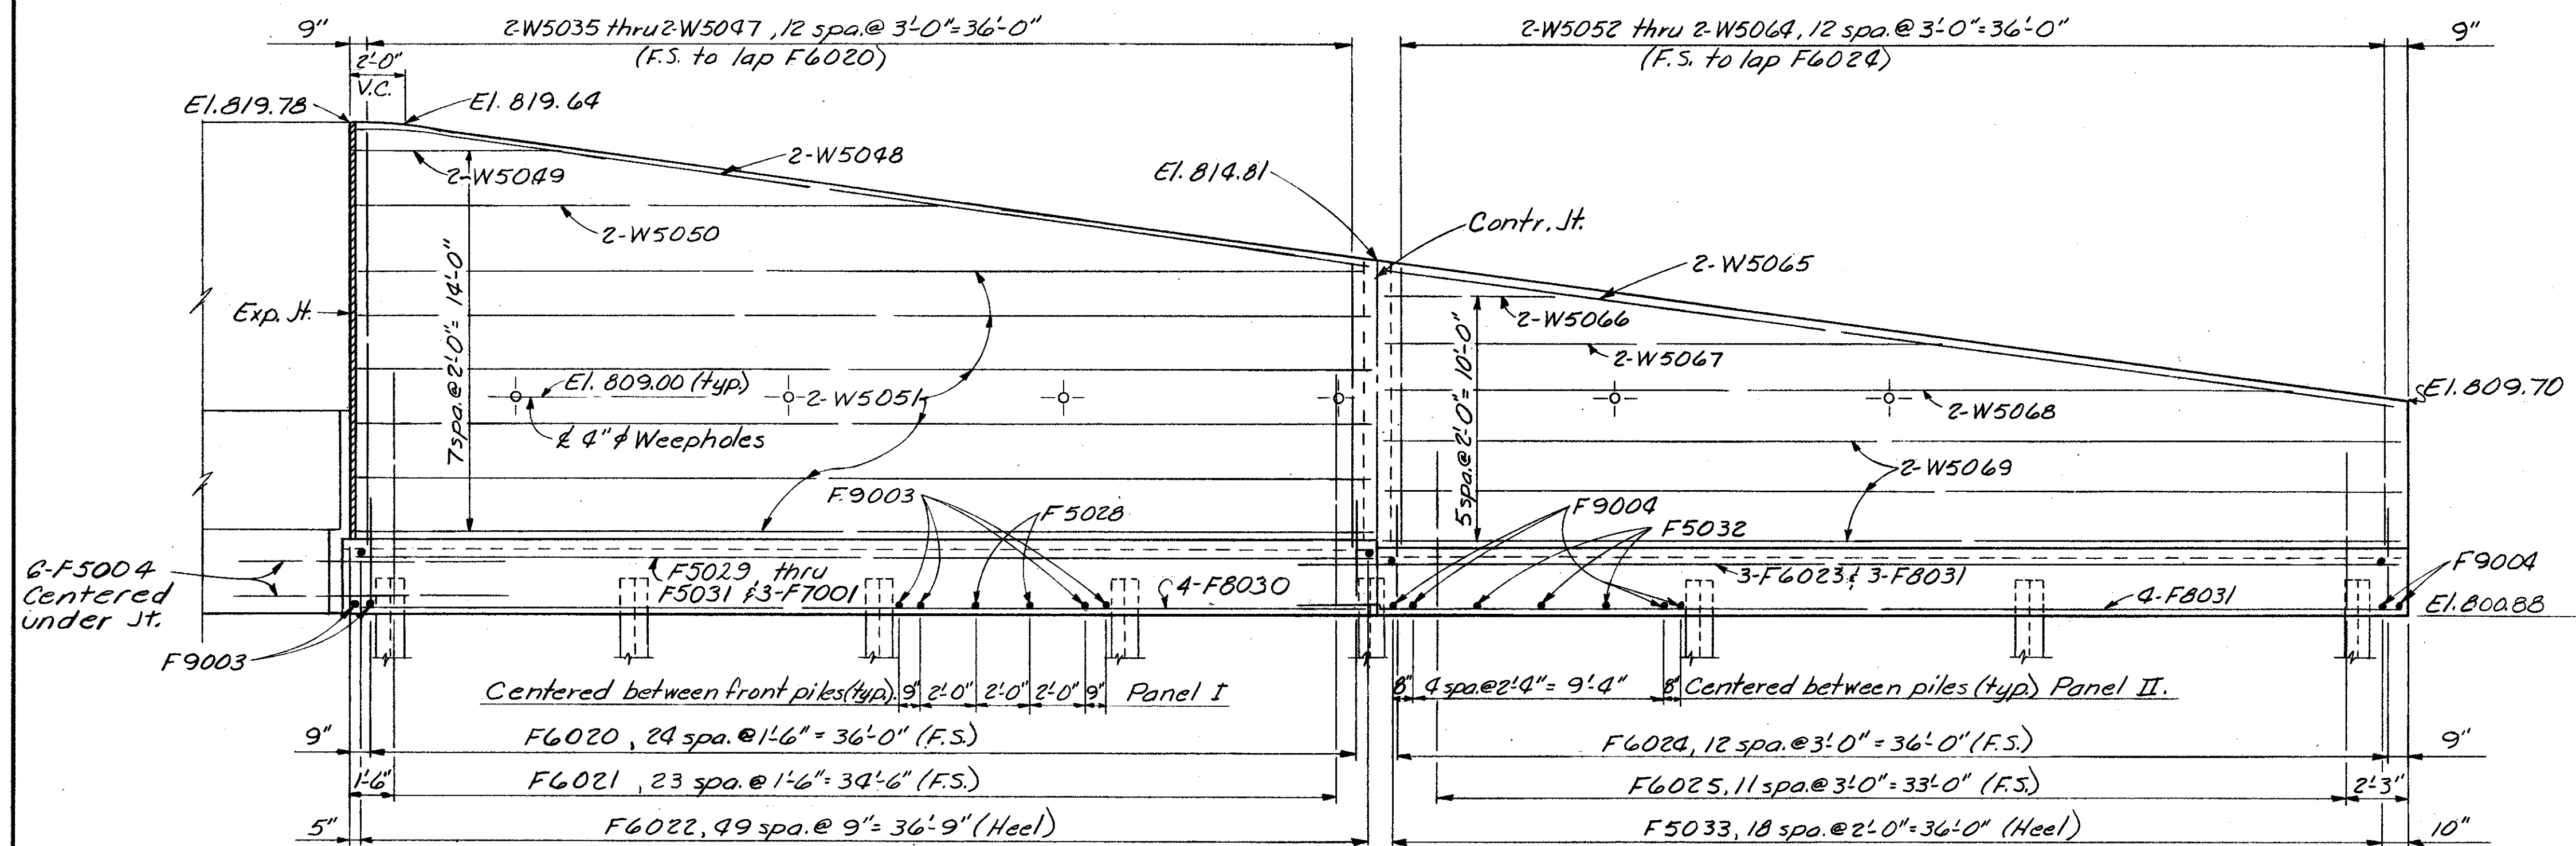 9" 2-W5035 thru 2-W5047, 12 spa.@ 3'-0"=36'-0" 2-W5052 thru 2-W5064, 12 spa.@ 3'-0"=36'-0" 9"
(F.S. to lap F6020) (F.S. to lap F6024)
2'-0"
V.C.
El. 819.78 El. 819.64
2-W5048
2-W5049
El. 814.81
2-W5050
Contr. Jt.
2-W5065
Exp. Jt.
7 spa.@ 2'-0"= 14'-0"
2-W5066
2-W5067
5 spa.@ 2'-0"= 10'-0"
El. 809.00 (typ.)
2-W5051
El. 809.70
2-W5068
℄ 4" ϕ Weepholes
2-W5069
F9003
F5028
F9004
F5032
6-F5004
Centered
under Jt.
F5029 thru
F5031 & 3-F7001
4-F8030
3-F6023 & 3-F8031
4-F8031
F9004
El. 800.88
F9003
Centered between front piles (typ.) 9" 2'-0" 2'-0" 2'-0" 9" Panel I
8" 4 spa@2'-4"= 9'-4" 8" Centered between piles (typ.) Panel II.
9" F6020, 24 spa.@ 1'-6"= 36'-0" (F.S.) F6024, 12 spa.@ 3'-0"= 36'-0" (F.S.) 9"
1'-6" F6021, 23 spa.@ 1'-6"= 34'-6" (F.S.) F6025, 11 spa.@ 3'-0"= 33'-0" (F.S.) 2'-3"
5" F6022, 49 spa.@ 9"= 36'-9" (Heel) F5033, 18 spa.@ 2'-0"=36'-0" (Heel) 10"